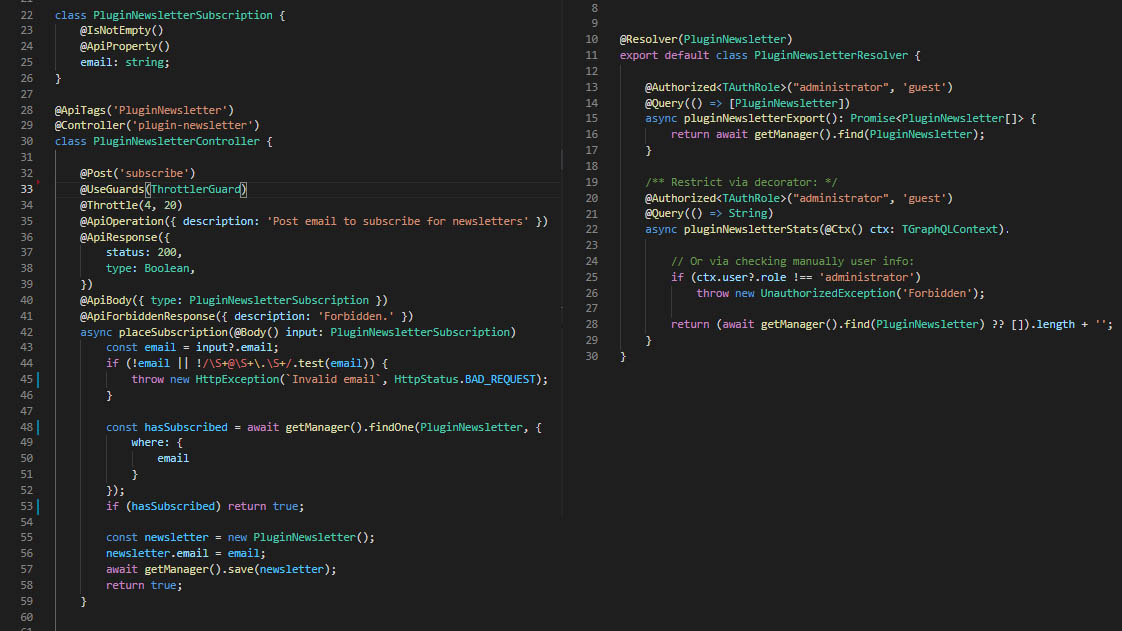 22 class PluginNewsletterSubscription {
23     @IsNotEmpty()
24     @ApiProperty()
25     email: string;
26 }
27
28 @ApiTags('PluginNewsletter')
29 @Controller('plugin-newsletter')
30 class PluginNewsletterController {
31
32     @Post('subscribe')
33     @UseGuards(ThrottlerGuard)
34     @Throttle(4, 20)
35     @ApiOperation({ description: 'Post email to subscribe for newsletters' })
36     @ApiResponse({
37         status: 200,
38         type: Boolean,
39     })
40     @ApiBody({ type: PluginNewsletterSubscription })
41     @ApiForbiddenResponse({ description: 'Forbidden.' })
42     async placeSubscription(@Body() input: PluginNewsletterSubscription)
43         const email = input?.email;
44         if (!email || !/\S+@\S+\.\S+/.test(email)) {
45             throw new HttpException(`Invalid email`, HttpStatus.BAD_REQUEST);
46         }
47
48         const hasSubscribed = await getManager().findOne(PluginNewsletter, {
49             where: {
50                 email
51             }
52         });
53         if (hasSubscribed) return true;
54
55         const newsletter = new PluginNewsletter();
56         newsletter.email = email;
57         await getManager().save(newsletter);
58         return true;
59     }
60
8
9
10 @Resolver(PluginNewsletter)
11 export default class PluginNewsletterResolver {
12
13     @Authorized<TAuthRole>("administrator", 'guest')
14     @Query(() => [PluginNewsletter])
15     async pluginNewsletterExport(): Promise<PluginNewsletter[]> {
16         return await getManager().find(PluginNewsletter);
17     }
18
19     /** Restrict via decorator: */
20     @Authorized<TAuthRole>("administrator", 'guest')
21     @Query(() => String)
22     async pluginNewsletterStats(@Ctx() ctx: TGraphQLContext).
23
24         // Or via checking manually user info:
25         if (ctx.user?.role !== 'administrator')
26             throw new UnauthorizedException('Forbidden');
27
28         return (await getManager().find(PluginNewsletter) ?? []).length + '';
29     }
30 }